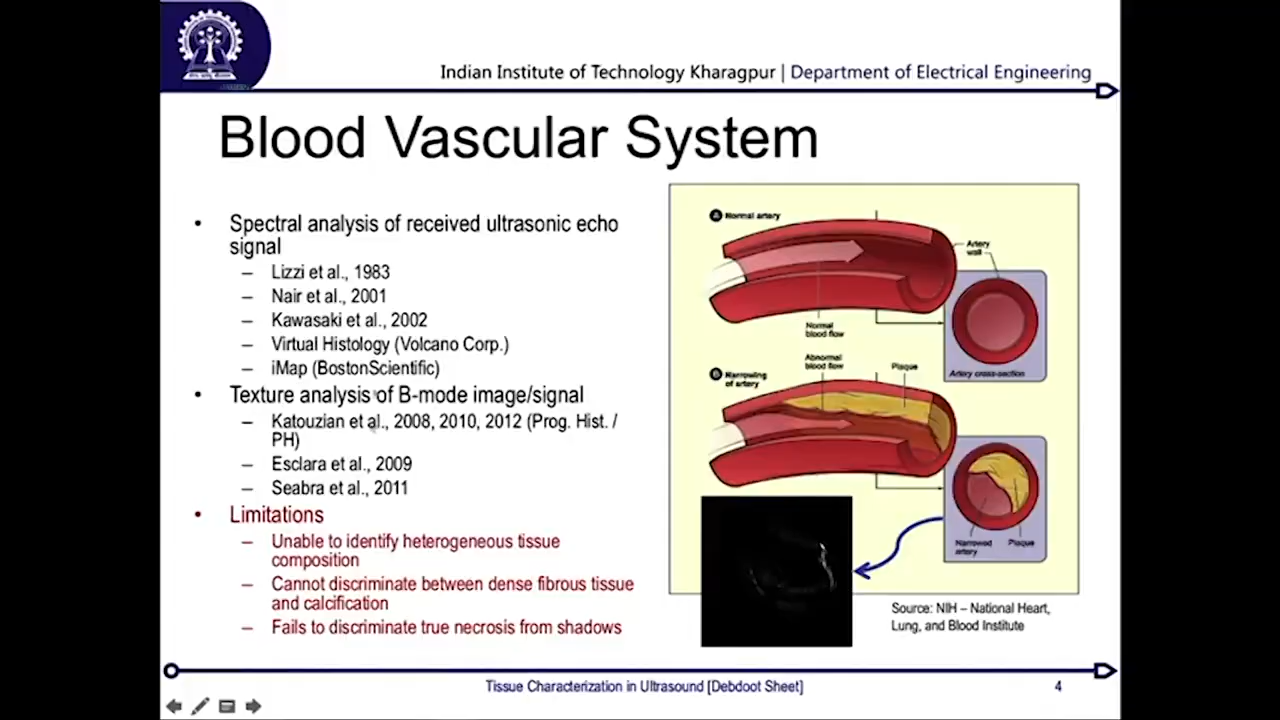 Indian Institute of Technology Kharagpur | Department of Electrical Engineering
Blood Vascular System
• Spectral analysis of received ultrasonic echo
signal
– Lizzi et al., 1983
– Nair et al., 2001
– Kawasaki et al., 2002
– Virtual Histology (Volcano Corp.)
– iMap (BostonScientific)
• Texture analysis of B-mode image/signal
– Katouzian et al., 2008, 2010, 2012 (Prog. Hist. /
PH)
– Esclara et al., 2009
– Seabra et al., 2011
• Limitations
– Unable to identify heterogeneous tissue
composition
– Cannot discriminate between dense fibrous tissue
and calcification
– Fails to discriminate true necrosis from shadows
A Normal artery
Artery
wall
Normal
blood flow
Artery cross-section
Abnormal
blood flow
Plaque
B Narrowing
of artery
Narrowed
artery
Plaque
Source: NIH – National Heart,
Lung, and Blood Institute
Tissue Characterization in Ultrasound [Debdoot Sheet]
4